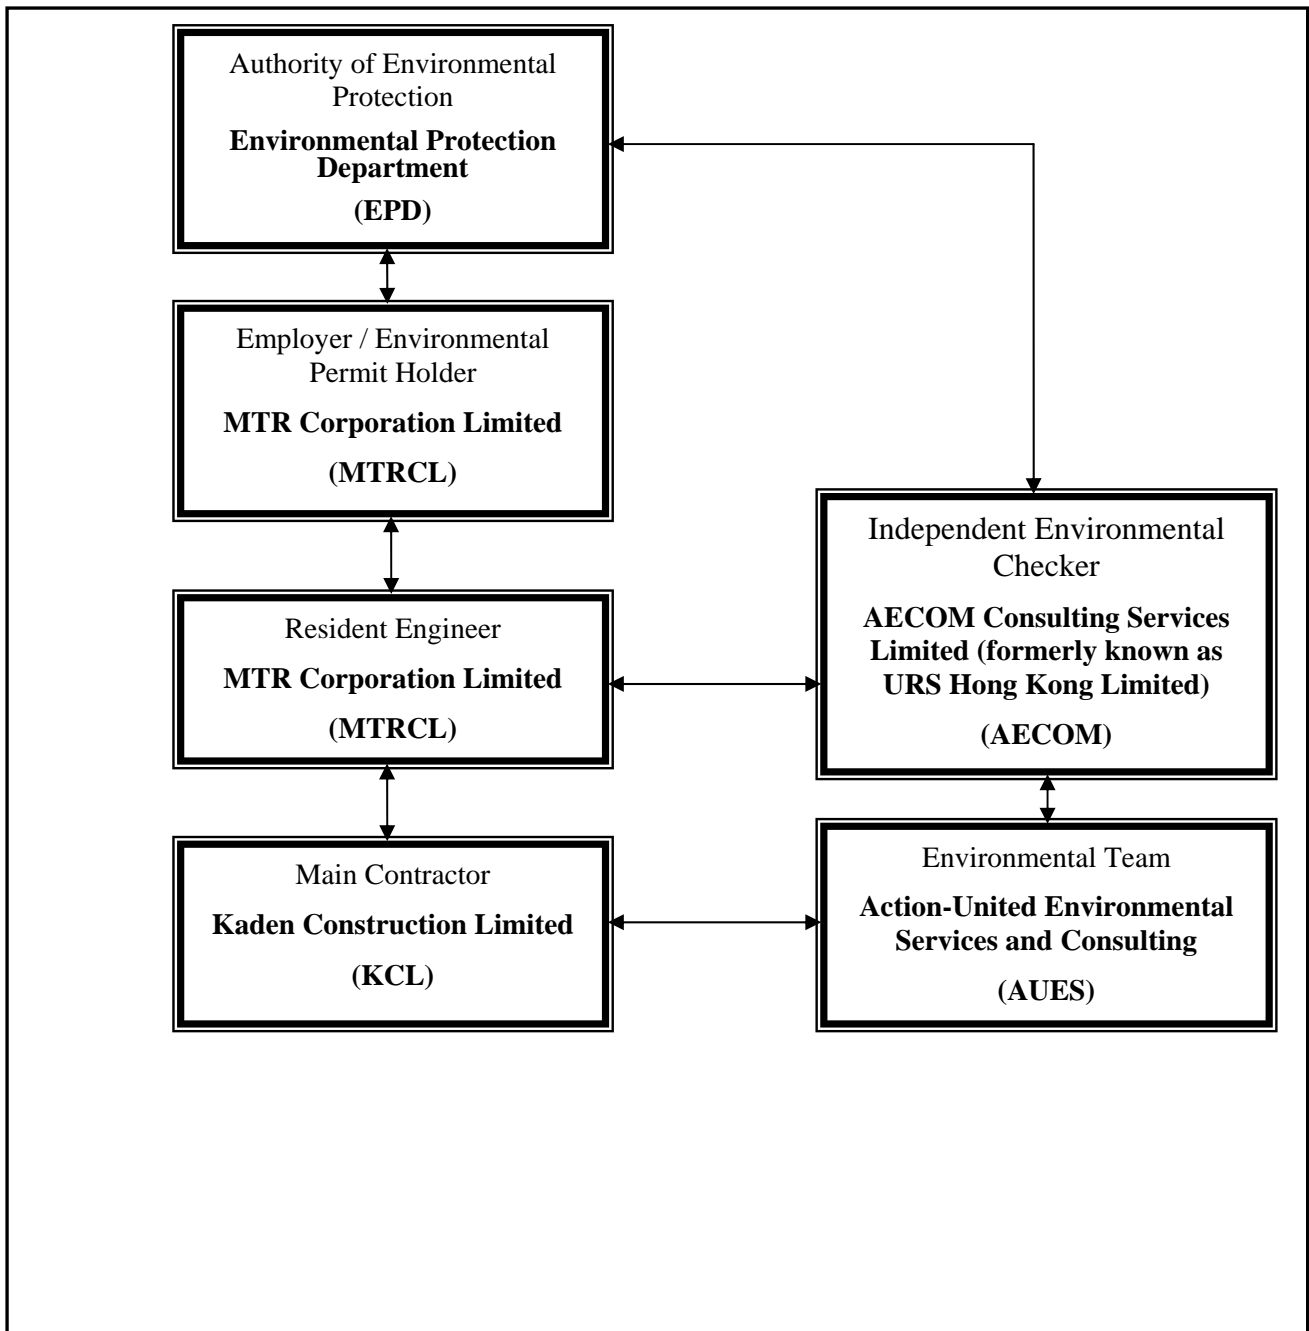 Authority of Environmental
Protection
Environmental Protection
Department
(EPD)
Employer / Environmental
Permit Holder
MTR Corporation Limited
(MTRCL)
Resident Engineer
MTR Corporation Limited
(MTRCL)
Main Contractor
Kaden Construction Limited
(KCL)
Independent Environmental
Checker
AECOM Consulting Services
Limited (formerly known as
URS Hong Kong Limited)
(AECOM)
Environmental Team
Action-United Environmental
Services and Consulting
(AUES)